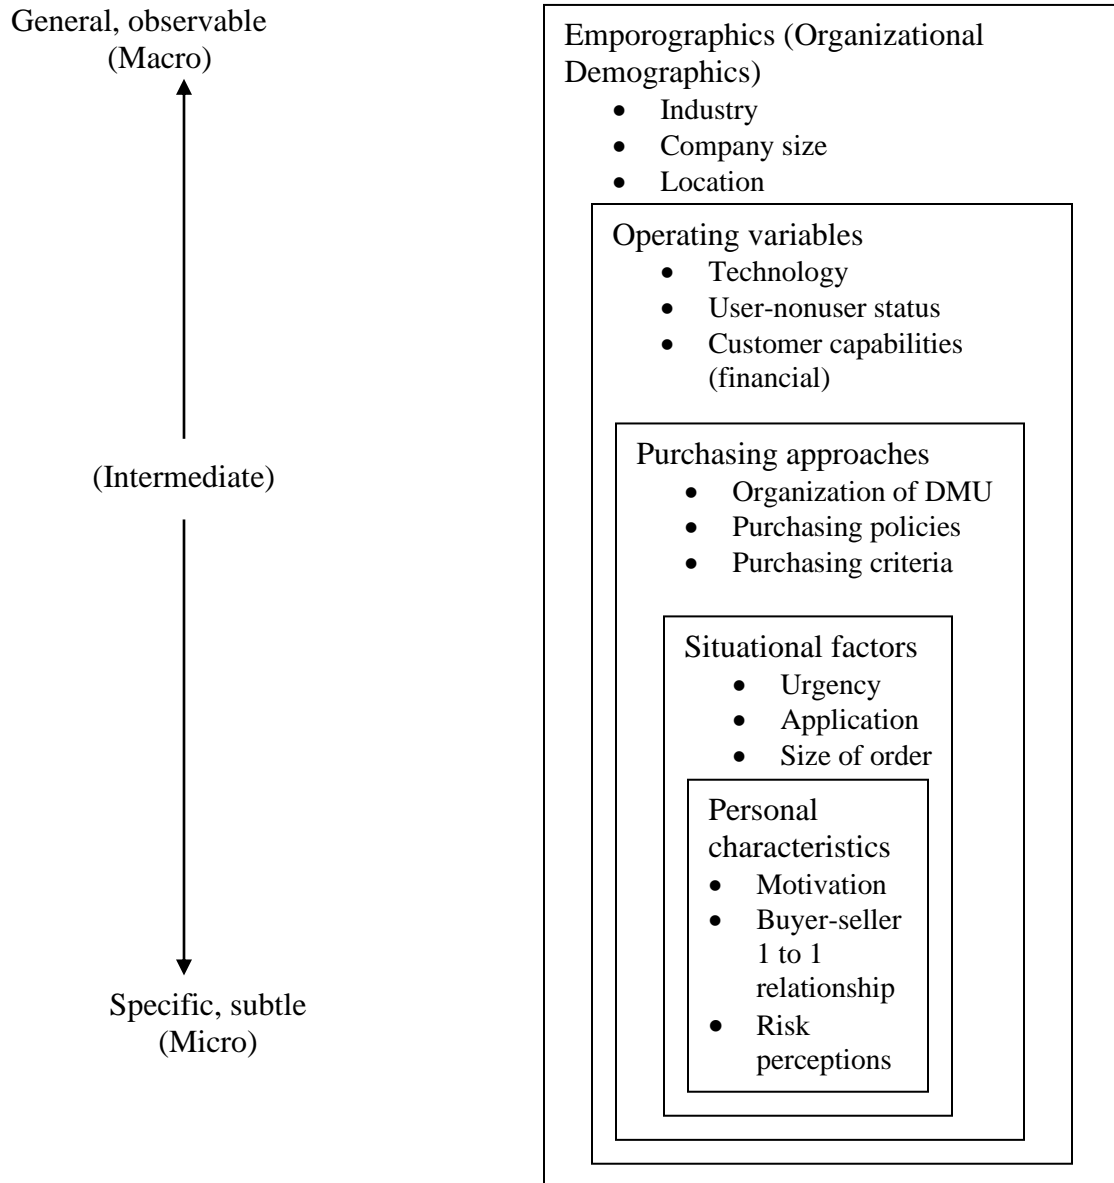 General, observable
(Macro)
(Intermediate)
Specific, subtle
(Micro)
Emporographics (Organizational
Demographics)
• Industry
• Company size
• Location
Operating variables
• Technology
• User-nonuser status
• Customer capabilities
(financial)
Purchasing approaches
• Organization of DMU
• Purchasing policies
• Purchasing criteria
Situational factors
• Urgency
• Application
• Size of order
Personal
characteristics
• Motivation
• Buyer-seller
1 to 1
relationship
• Risk
perceptions